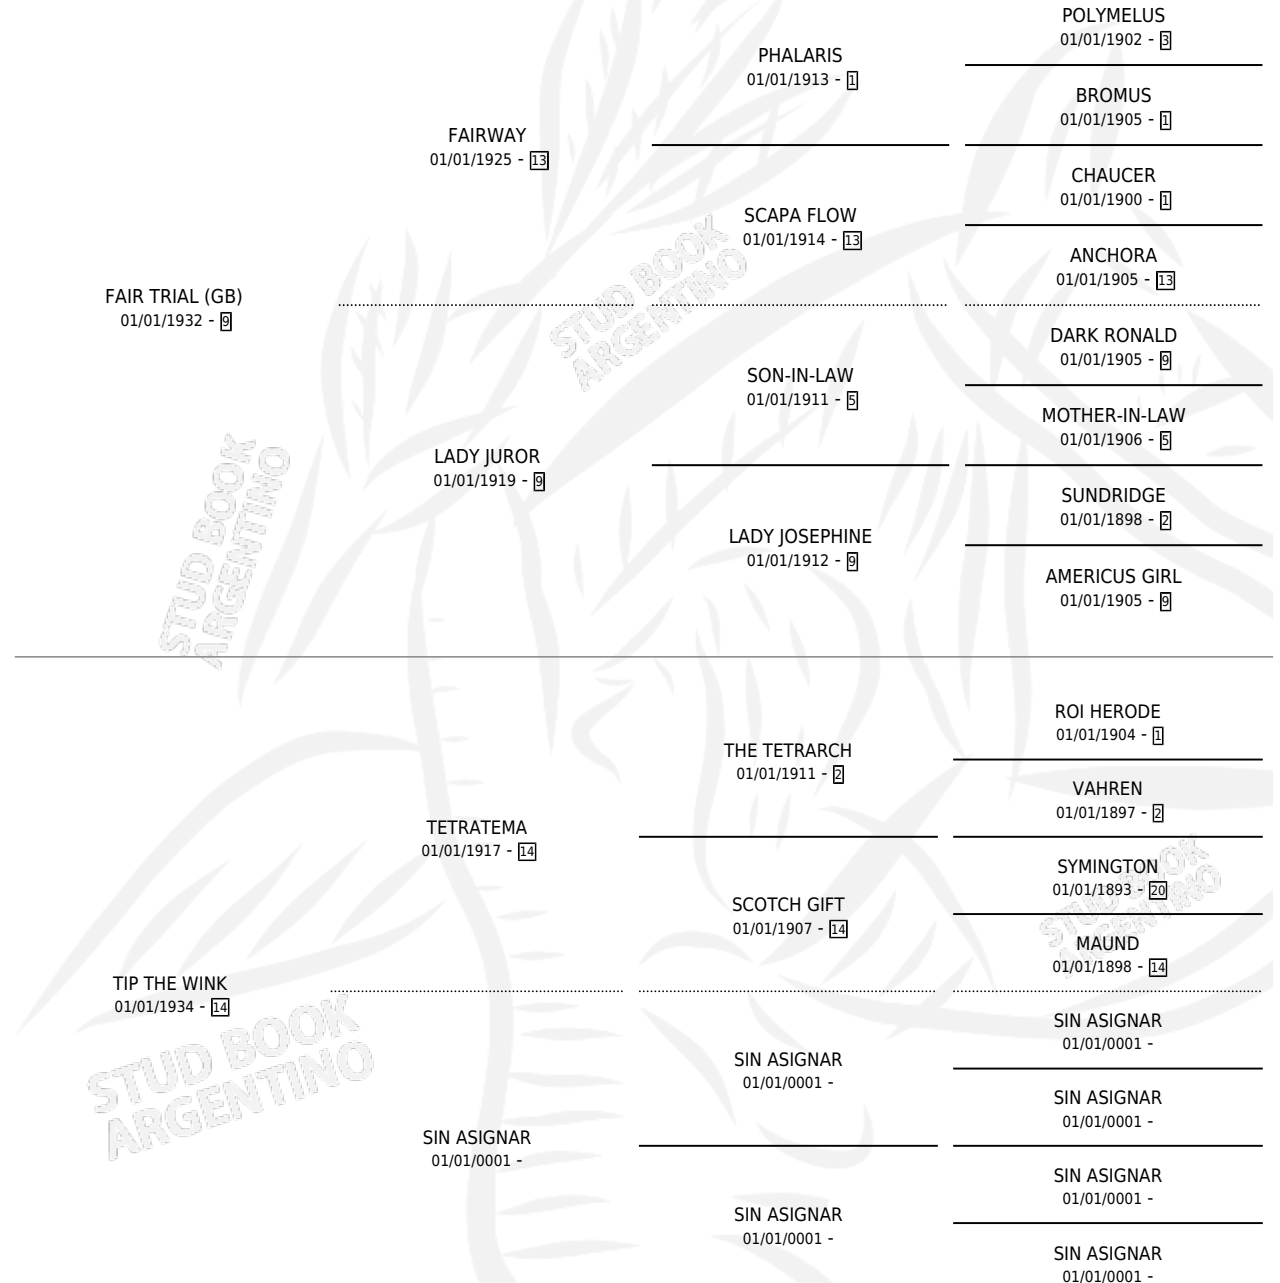 POLYMELUS
01/01/1902 - 3
PHALARIS
01/01/1913 - 1
BROMUS
01/01/1905 - 1
FAIRWAY
01/01/1925 - 13
CHAUCER
01/01/1900 - 1
SCAPA FLOW
01/01/1914 - 13
ANCHORA
01/01/1905 - 13
FAIR TRIAL (GB)
01/01/1932 - 9
DARK RONALD
01/01/1905 - 9
SON-IN-LAW
01/01/1911 - 5
MOTHER-IN-LAW
01/01/1906 - 5
LADY JUROR
01/01/1919 - 9
SUNDRIDGE
01/01/1898 - 2
LADY JOSEPHINE
01/01/1912 - 9
AMERICUS GIRL
01/01/1905 - 9
STUD BOOK
ARGENTINO
STUD BOOK
ARGENTINO
ROI HERODE
01/01/1904 - 1
THE TETRARCH
01/01/1911 - 2
VAHREN
01/01/1897 - 2
TETRATEMA
01/01/1917 - 14
SYMINGTON
01/01/1893 - 20
SCOTCH GIFT
01/01/1907 - 14
MAUND
01/01/1898 - 14
TIP THE WINK
01/01/1934 - 14
SIN ASIGNAR
01/01/0001 -
SIN ASIGNAR
01/01/0001 -
SIN ASIGNAR
01/01/0001 -
SIN ASIGNAR
01/01/0001 -
SIN ASIGNAR
01/01/0001 -
SIN ASIGNAR
01/01/0001 -
SIN ASIGNAR
01/01/0001 -
STUD BOOK
ARGENTINO
STUD BOOK
ARGENTINO